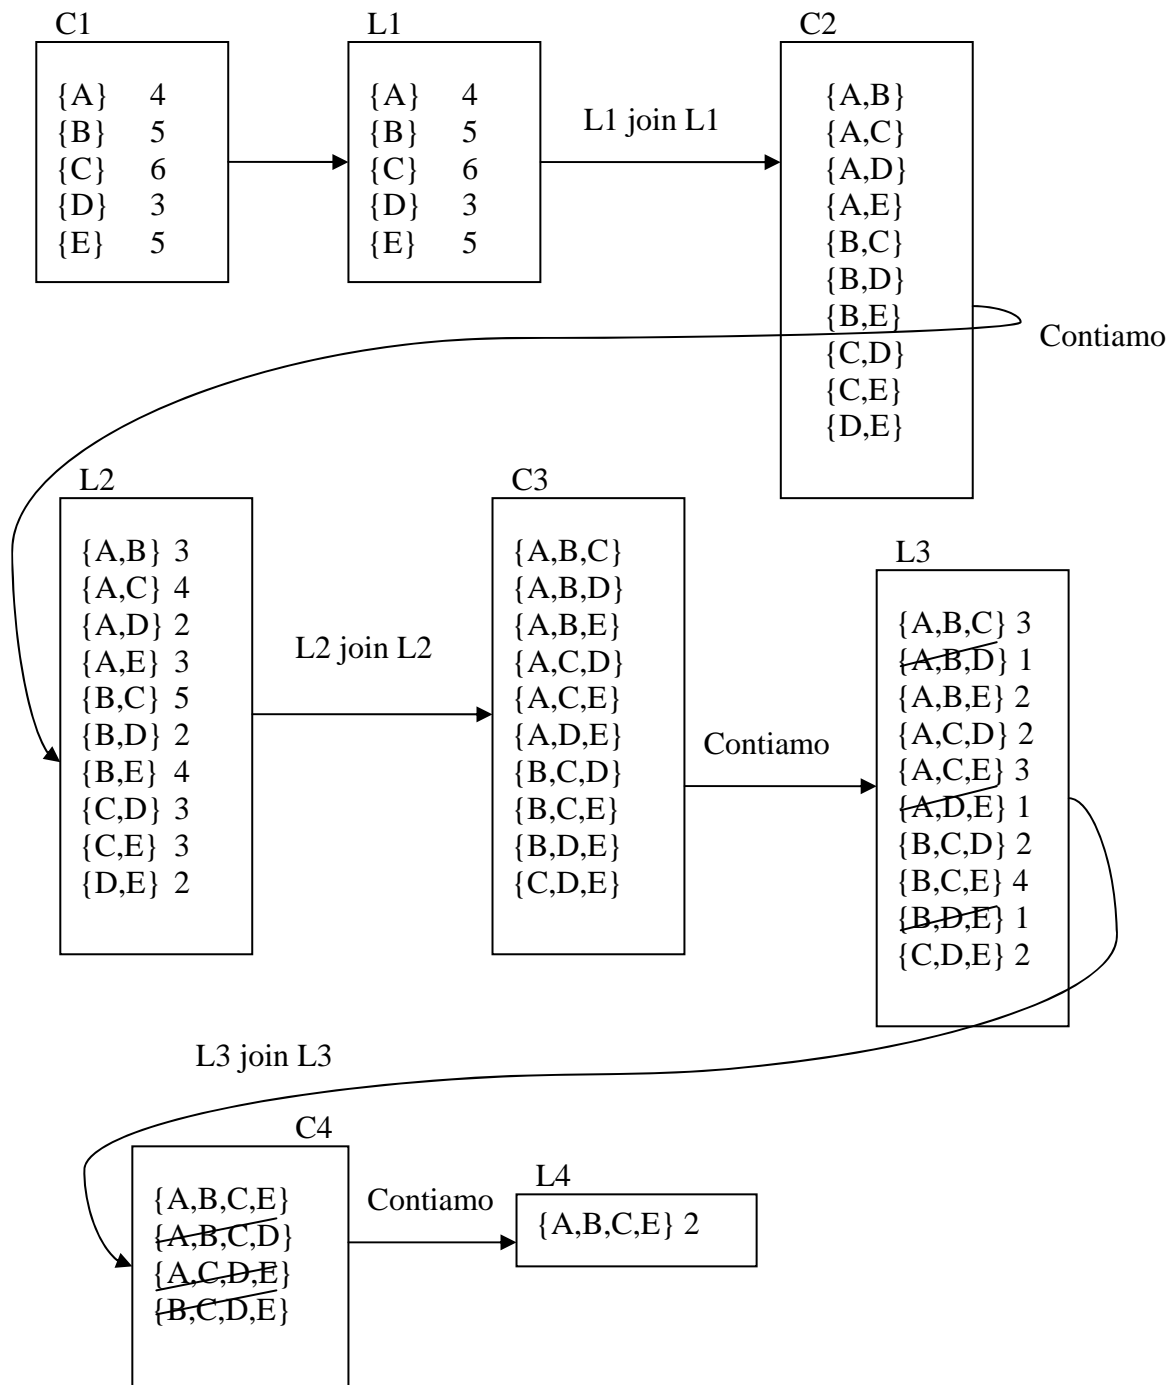 C1
{A} 4
{B} 5
{C} 6
{D} 3
{E} 5
L1
{A} 4
{B} 5
{C} 6
{D} 3
{E} 5
L1 join L1
C2
{A,B}
{A,C}
{A,D}
{A,E}
{B,C}
{B,D}
{B,E}
{C,D}
{C,E}
{D,E}
Contiamo
L2
{A,B} 3
{A,C} 4
{A,D} 2
{A,E} 3
{B,C} 5
{B,D} 2
{B,E} 4
{C,D} 3
{C,E} 3
{D,E} 2
L2 join L2
C3
{A,B,C}
{A,B,D}
{A,B,E}
{A,C,D}
{A,C,E}
{A,D,E}
{B,C,D}
{B,C,E}
{B,D,E}
{C,D,E}
Contiamo
L3
{A,B,C} 3
{A,B,D} 1
{A,B,E} 2
{A,C,D} 2
{A,C,E} 3
{A,D,E} 1
{B,C,D} 2
{B,C,E} 4
{B,D,E} 1
{C,D,E} 2
L3 join L3
C4
{A,B,C,E}
{A,B,C,D}
{A,C,D,E}
{B,C,D,E}
Contiamo
L4
{A,B,C,E} 2